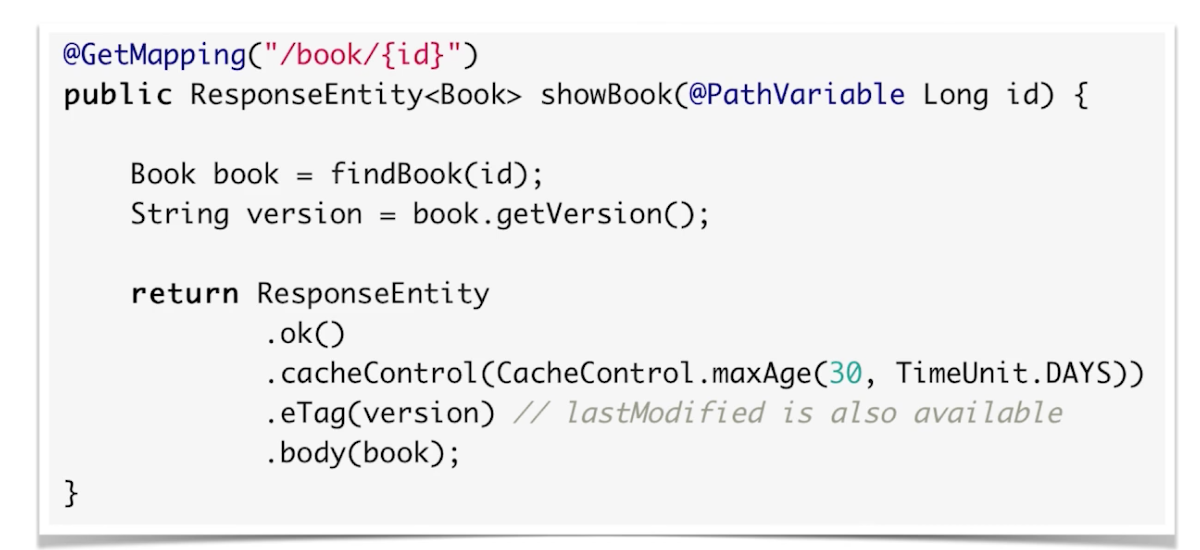 @GetMapping("/book/{id}")
public ResponseEntity<Book> showBook(@PathVariable Long id) {
Book book = findBook(id);
String version = book.getVersion();
return ResponseEntity
.ok()
.cacheControl(CacheControl.maxAge(30, TimeUnit.DAYS))
.eTag(version) // lastModified is also available
.body(book);
}